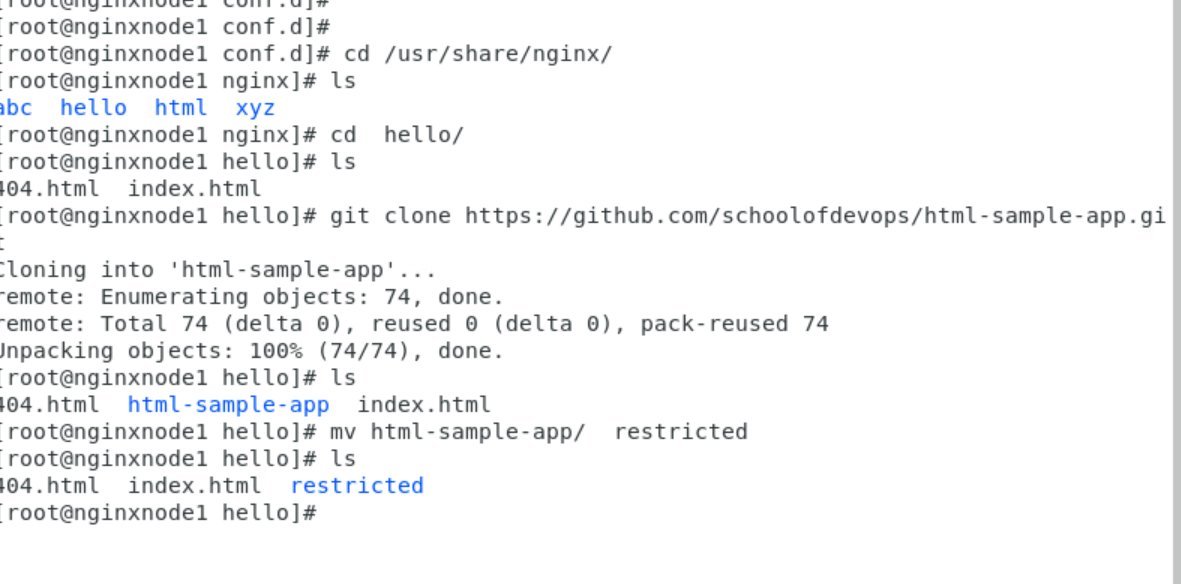 [root@nginxnode1 conf.d]#
[root@nginxnode1 conf.d]#
[root@nginxnode1 conf.d]# cd /usr/share/nginx/
[root@nginxnode1 nginx]# ls
abc  hello  html  xyz
[root@nginxnode1 nginx]# cd  hello/
[root@nginxnode1 hello]# ls
404.html  index.html
[root@nginxnode1 hello]# git clone https://github.com/schoolofdevops/html-sample-app.gi
t
Cloning into 'html-sample-app'...
remote: Enumerating objects: 74, done.
remote: Total 74 (delta 0), reused 0 (delta 0), pack-reused 74
Unpacking objects: 100% (74/74), done.
[root@nginxnode1 hello]# ls
404.html  html-sample-app  index.html
[root@nginxnode1 hello]# mv html-sample-app/  restricted
[root@nginxnode1 hello]# ls
404.html  index.html  restricted
[root@nginxnode1 hello]#